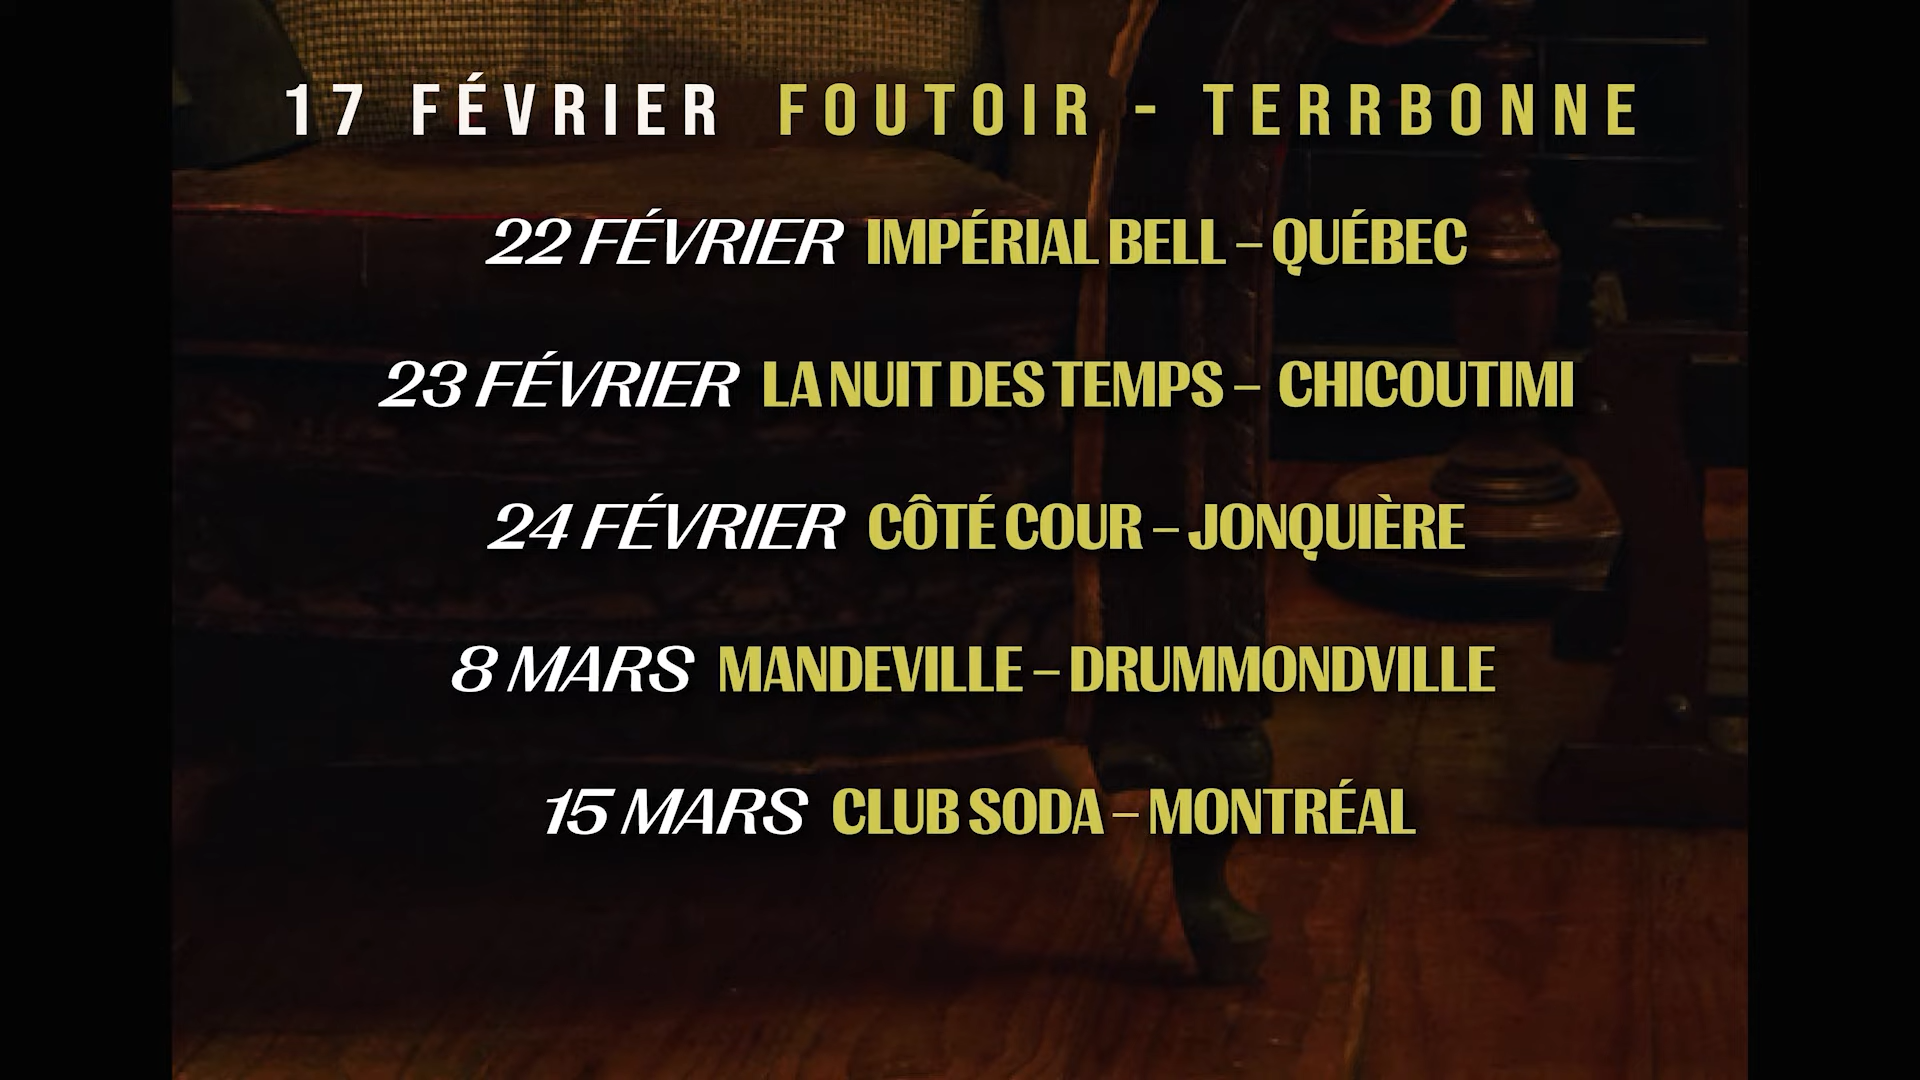 17 FÉVRIER FOUTOIR - TERRBONNE
22 FÉVRIER IMPÉRIAL BELL – QUÉBEC
23 FÉVRIER LA NUIT DES TEMPS – CHICOUTIMI
24 FÉVRIER CÔTÉ COUR – JONQUIÈRE
8 MARS MANDEVILLE – DRUMMONDVILLE
15 MARS CLUB SODA – MONTRÉAL